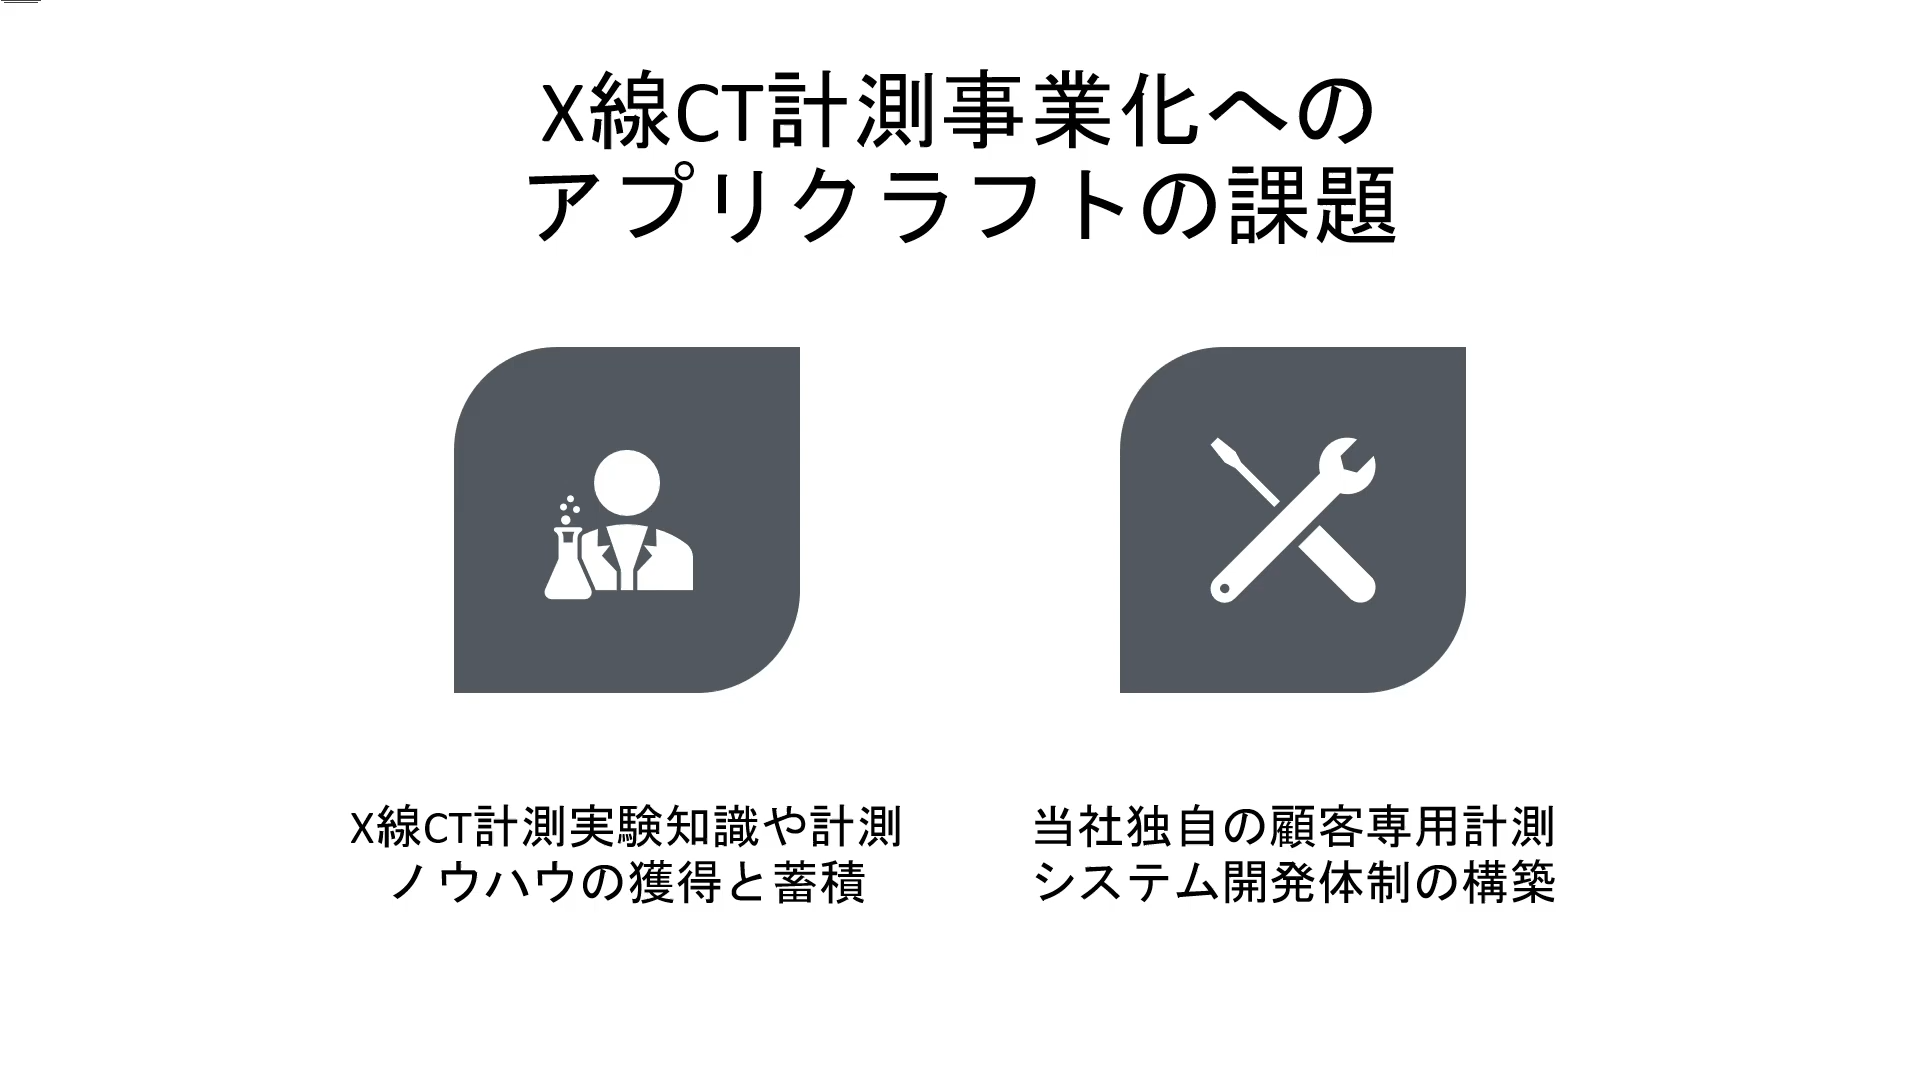 X線CT計測事業化への
アプリクラフトの課題
X線CT計測実験知識や計測
ノウハウの獲得と蓄積
当社独自の顧客専用計測
システム開発体制の構築